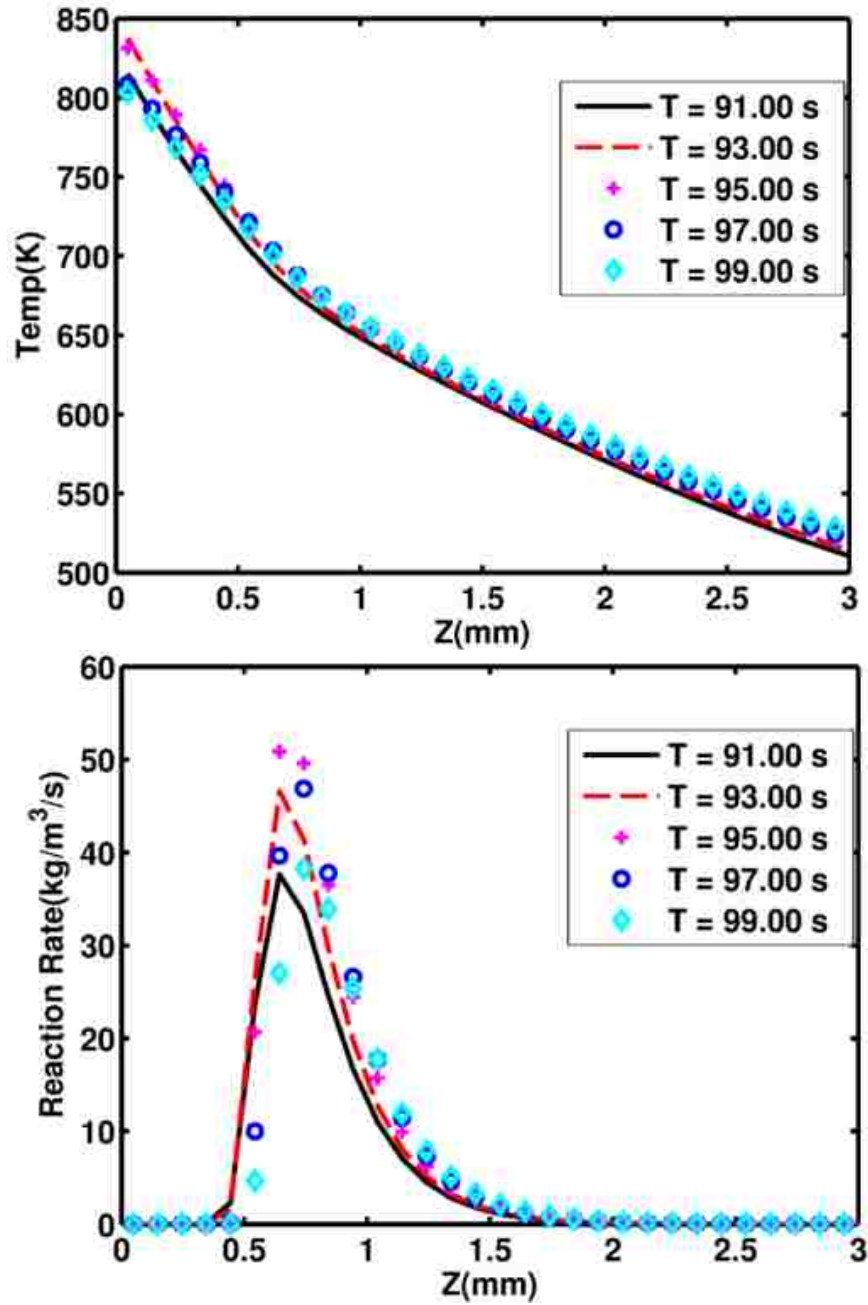 850
800
750
700
650
600
550
500
Temp(K)
T = 91.00 s
T = 93.00 s
T = 95.00 s
T = 97.00 s
T = 99.00 s
0 0.5 1 1.5 2 2.5 3
Z(mm)
60
50
40
30
20
10
0
Reaction Rate(kg/m³/s)
T = 91.00 s
T = 93.00 s
T = 95.00 s
T = 97.00 s
T = 99.00 s
0 0.5 1 1.5 2 2.5 3
Z(mm)